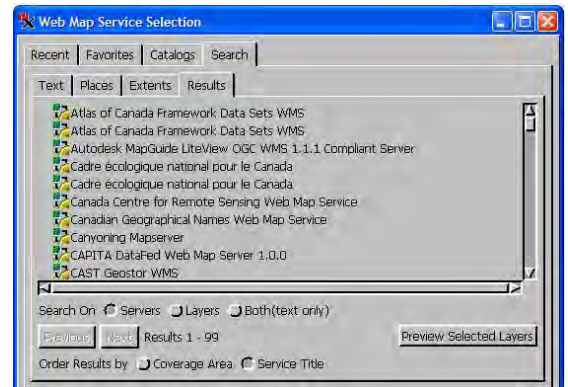 Web Map Service Selection
Recent Favorites Catalogs Search
Text Places Extents Results
Atlas of Canada Framework Data Sets WMS
Atlas of Canada Framework Data Sets WMS
Autodesk MapGuide LiteView OGC WMS 1.1.1 Compliant Server
Cadre écologique national pour le Canada
Cadre écologique national pour le Canada
Canada Centre for Remote Sensing Web Map Service
Canadian Geographical Names Web Map Service
Canyoning Mapserver
CAPITA DataFed Web Map Server 1.0.0
CAST Geostor WMS
Search On Servers Layers Both(text only)
Previous Next Results 1 - 99 Preview Selected Layers
Order Results by Coverage Area Service Title